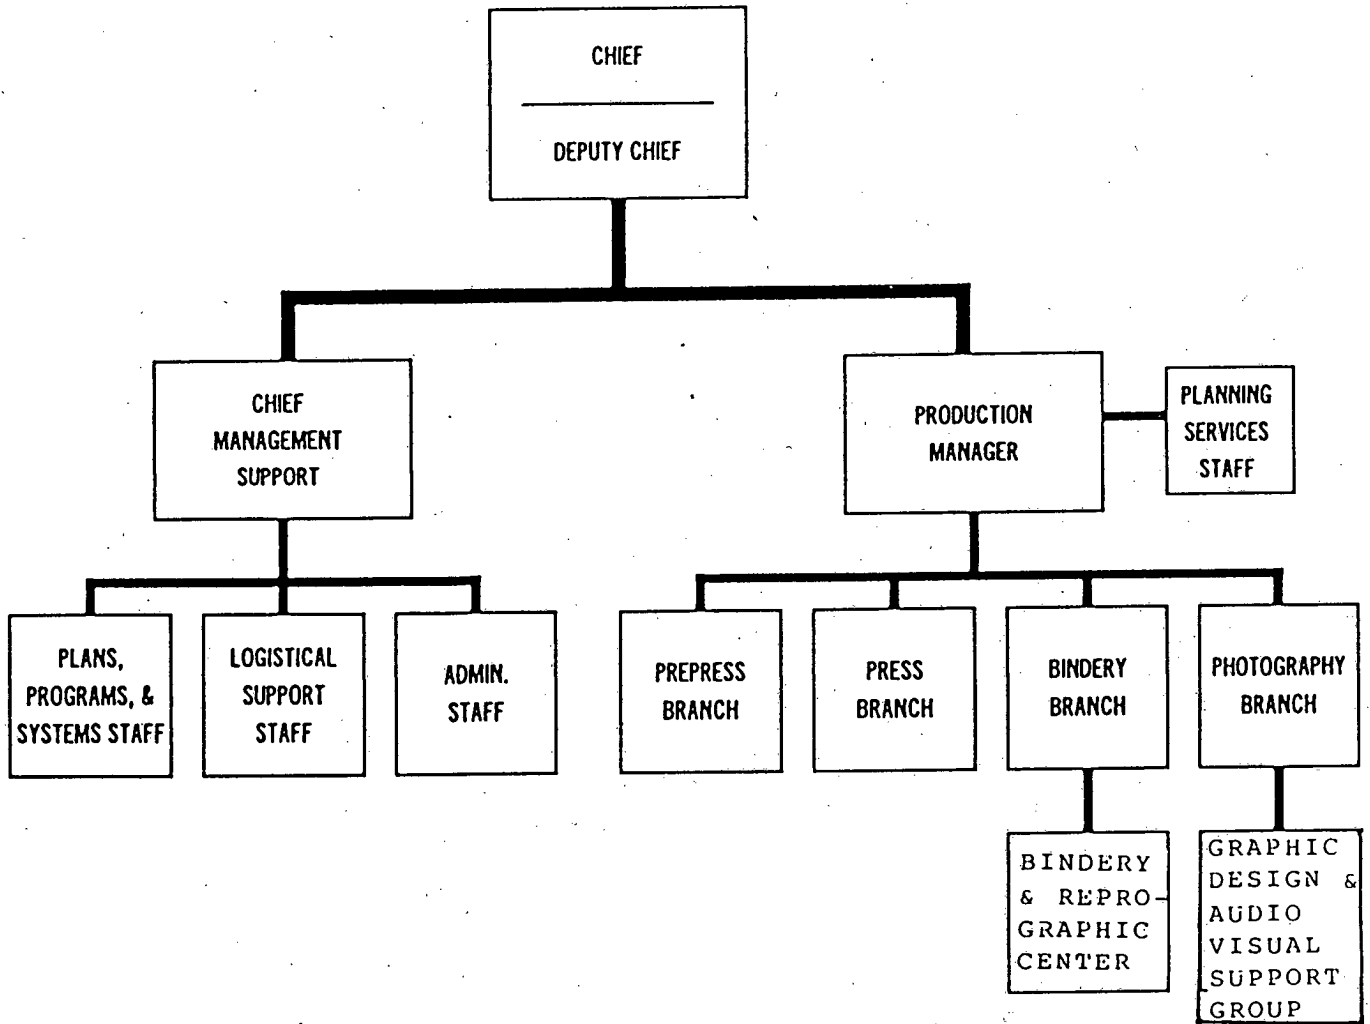 CHIEF
DEPUTY CHIEF
CHIEF
MANAGEMENT
SUPPORT
PRODUCTION
MANAGER
PLANNING
SERVICES
STAFF
PLANS,
PROGRAMS, &
SYSTEMS STAFF
LOGISTICAL
SUPPORT
STAFF
ADMIN.
STAFF
PREPRESS
BRANCH
PRESS
BRANCH
BINDERY
BRANCH
PHOTOGRAPHY
BRANCH
BINDERY
& REPRO-
GRAPHIC
CENTER
GRAPHIC
DESIGN &
AUDIO
VISUAL
SUPPORT
GROUP